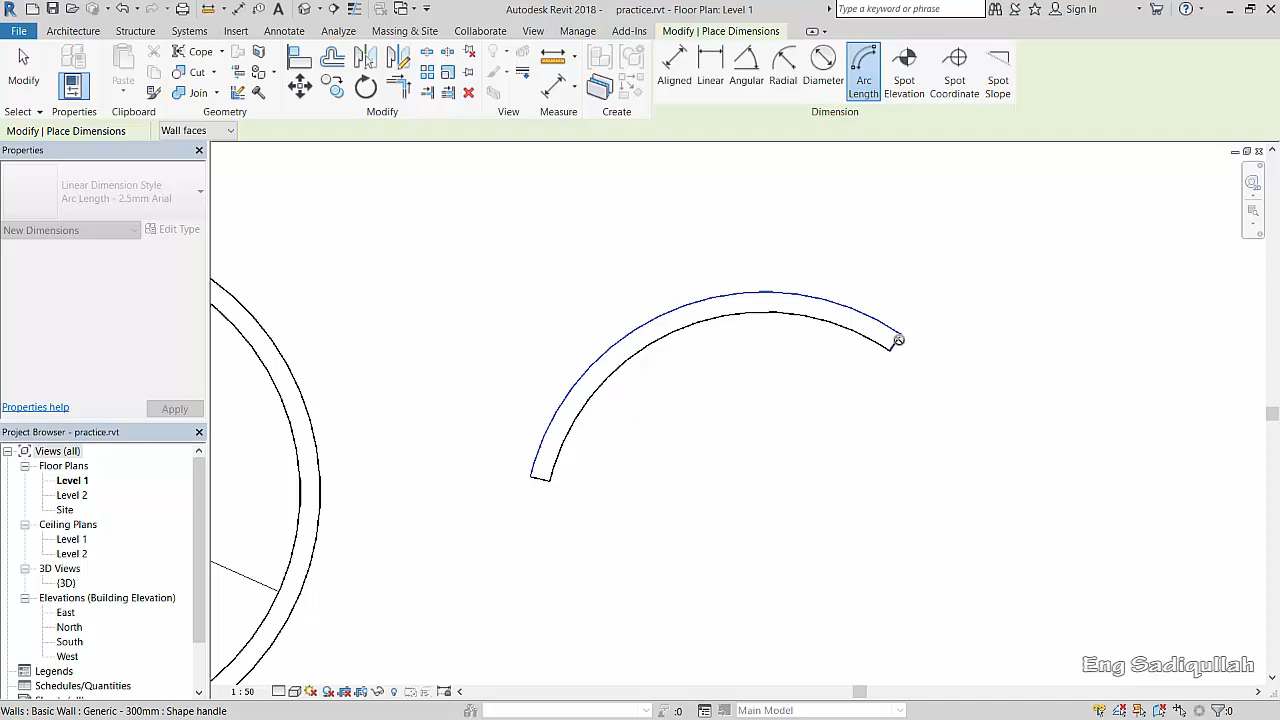 Autodesk Revit 2018 - practice.rvt - Floor Plan: Level 1
Type a keyword or phrase
Sign In
File Architecture Structure Systems Insert Annotate Analyze Massing & Site Collaborate View Manage Add-Ins Modify | Place Dimensions
Modify Paste Cope Cut Join
Aligned Linear Angular Radial Diameter Arc Length Spot Elevation Spot Coordinate Spot Slope
Select Properties Clipboard Geometry Modify View Measure Create Dimension
Modify | Place Dimensions Wall faces
Properties
Linear Dimension Style
Arc Length - 2.5mm Arial
New Dimensions Edit Type
Properties help Apply
Project Browser - practice.rvt
Views (all)
Floor Plans
Level 1
Level 2
Site
Ceiling Plans
Level 1
Level 2
3D Views
{3D}
Elevations (Building Elevation)
East
North
South
West
Legends
Schedules/Quantities
Eng Sadiqullah
1 : 50
Walls : Basic Wall : Generic - 300mm : Shape handle
:0
Main Model
:0